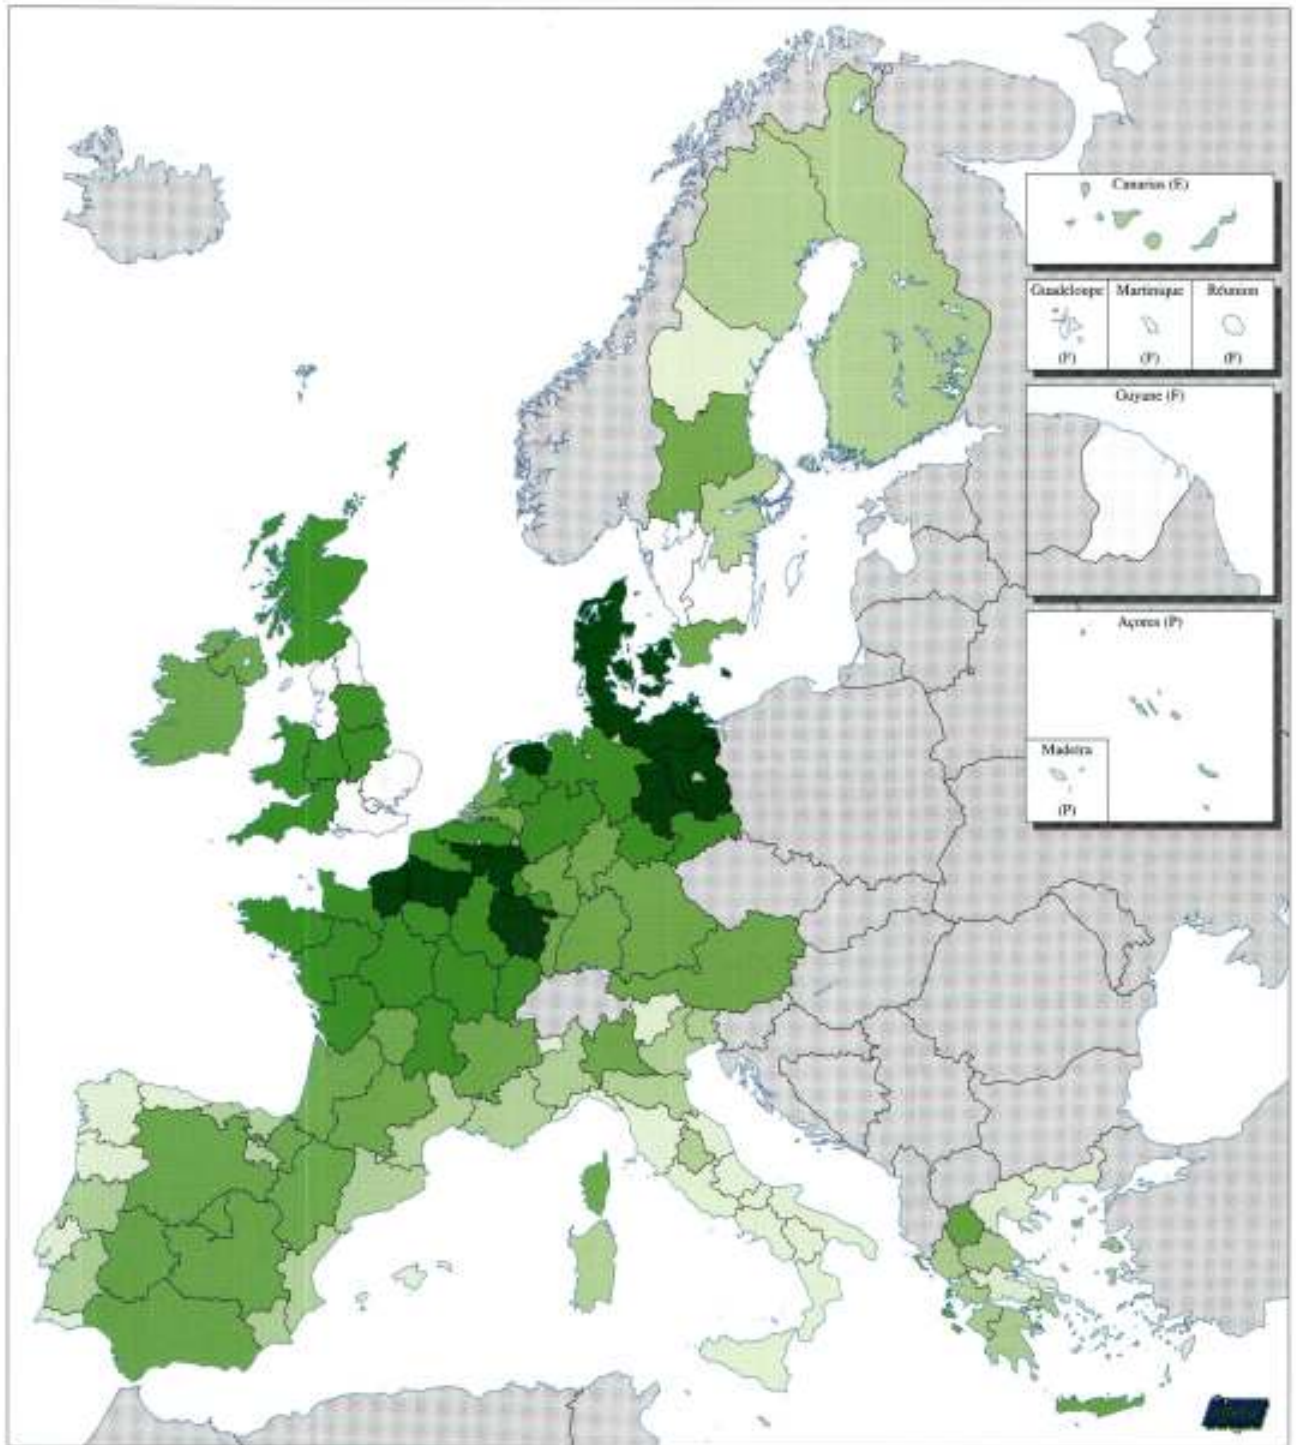 Canarias (E)
Guadeloupe Martinique Réunion
(F) (F) (F)
Guyane (F)
Açores (P)
Madeira
(P)